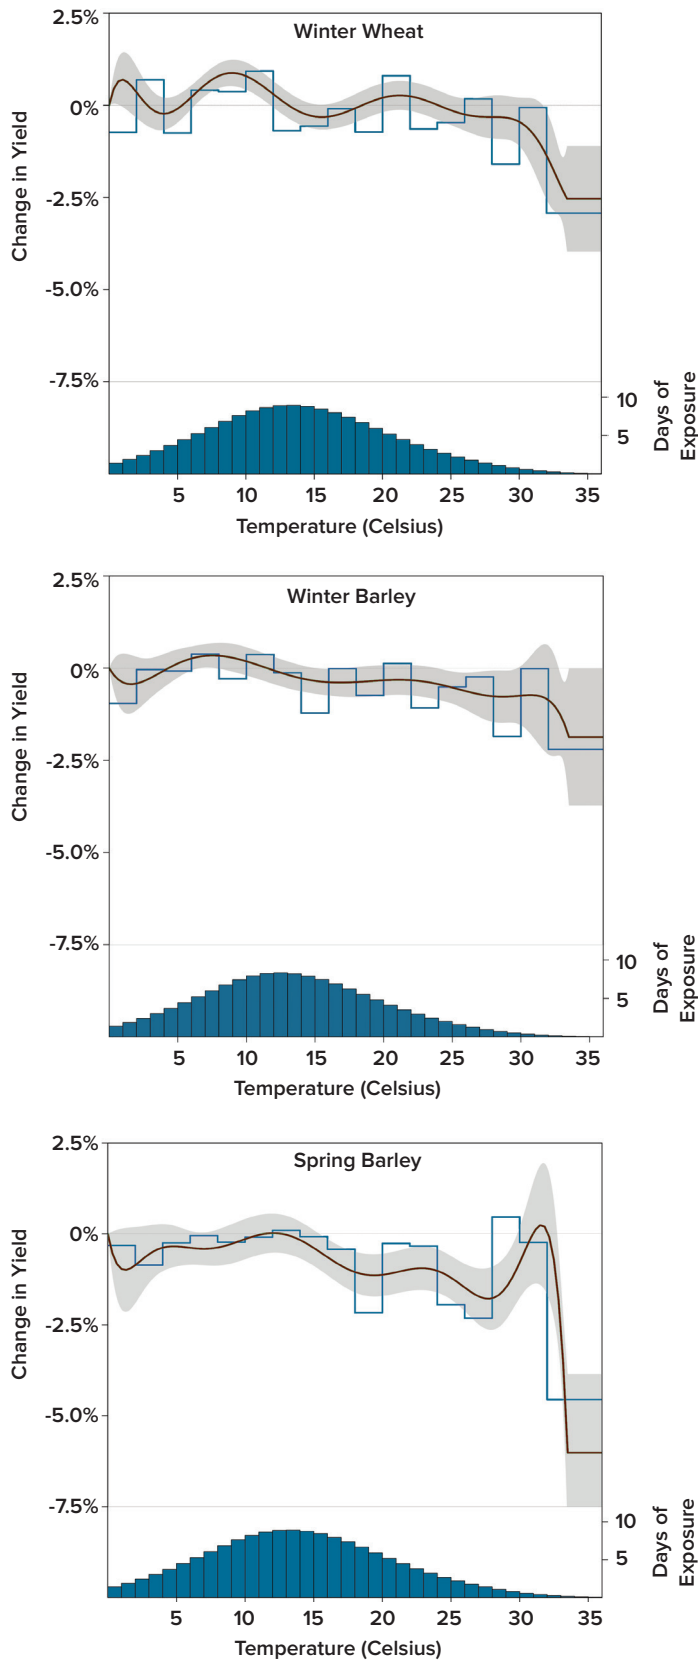 Winter Wheat
2.5%
0%
-2.5%
-5.0%
-7.5%
Change in Yield
10
5
Days of
Exposure
5 10 15 20 25 30 35
Temperature (Celsius)
Winter Barley
2.5%
0%
-2.5%
-5.0%
-7.5%
Change in Yield
10
5
Days of
Exposure
5 10 15 20 25 30 35
Temperature (Celsius)
Spring Barley
2.5%
0%
-2.5%
-5.0%
-7.5%
Change in Yield
10
5
Days of
Exposure
5 10 15 20 25 30 35
Temperature (Celsius)